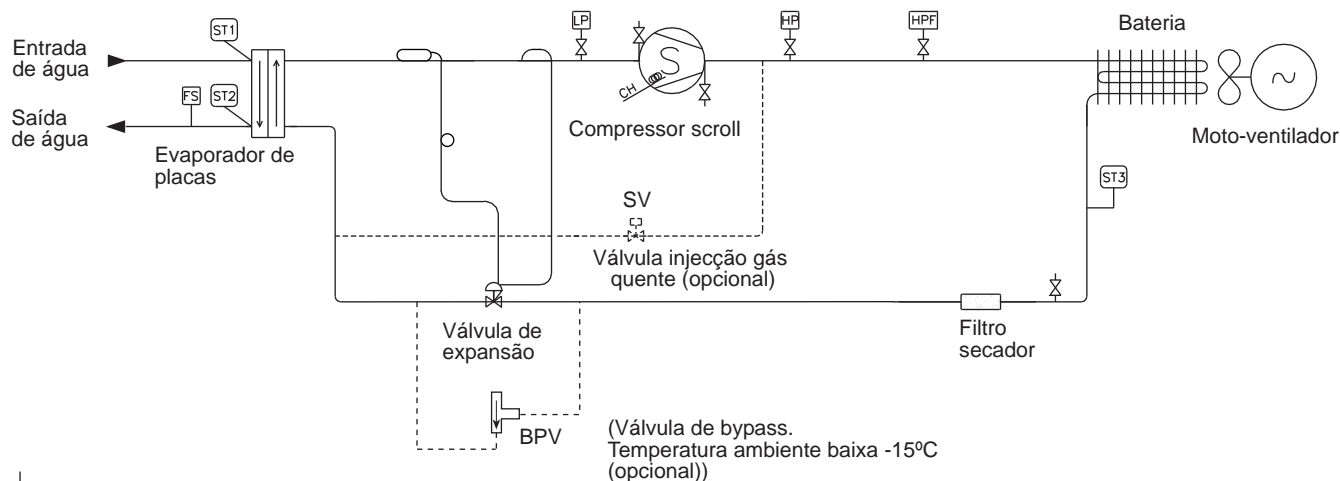 LP
HP
HPF
Bateria
ST1
Entrada
de água
S
CH
FS
ST2
Saída
de água
Compressor scroll
Moto-ventilador
Evaporador de
placas
ST3
SV
Válvula injecção gás
quente (opcional)
Válvula de
expansão
Filtro
secador
BPV
(Válvula de bypass.
Temperatura ambiente baixa -15ºC
(opcional))